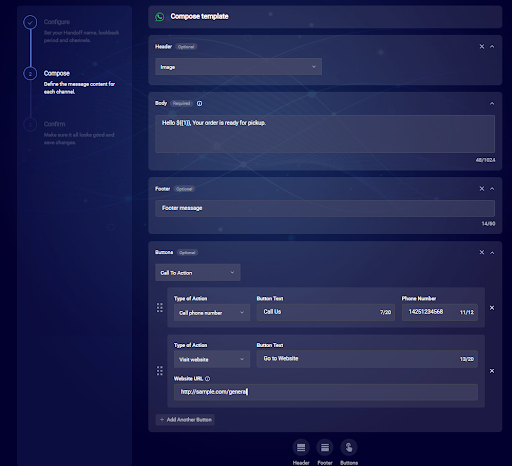 Configure
Set your Handoff name, lookback
period and channels.
2
Compose
Define the message content for
each channel.
3
Confirm
Make sure it all looks good and
save changes.
Compose template
Header Optional
Image
Body Required
Hello ${{1}}, Your order is ready for pickup.
48/1024
Footer Optional
Footer message
14/60
Buttons Optional
Call To Action
Type of Action Button Text Phone Number
Call phone number Call Us 7/20 14251234568 11/12
Type of Action Button Text
Visit website Go to Website 13/20
Website URL
http://sample.com/general
+ Add Another Button
Header Footer Buttons